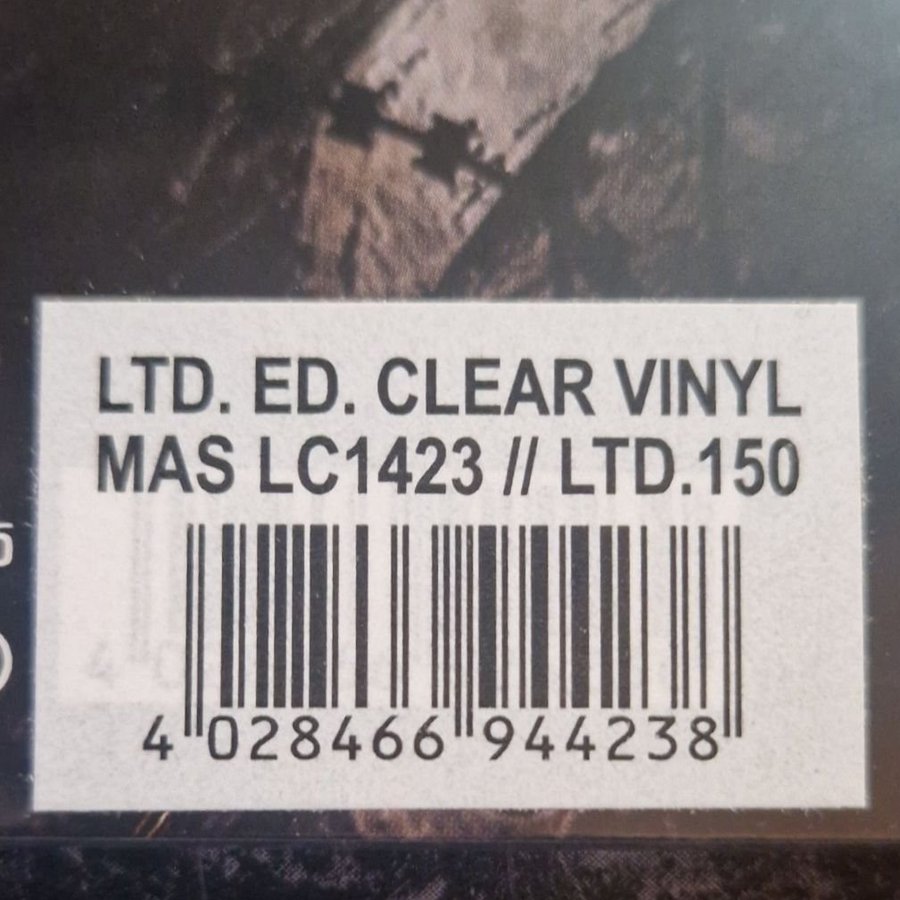 LTD. ED. CLEAR VINYL
MAS LC1423 // LTD.150
4 028466 944238